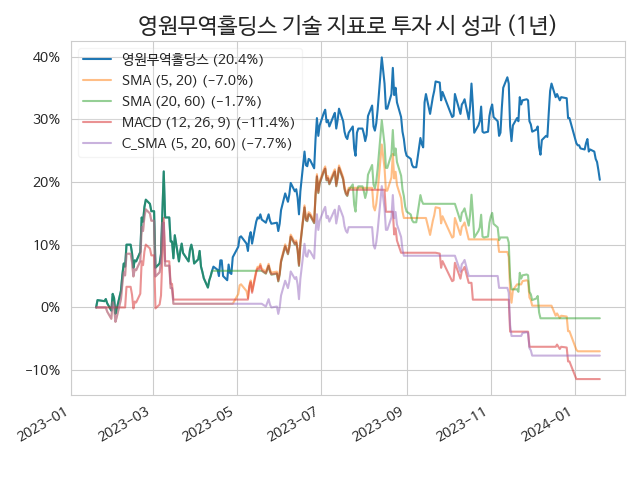 영원무역홀딩스 기술 지표로 투자 시 성과 (1년)
영원무역홀딩스 (20.4%)
SMA (5, 20) (−7.0%)
SMA (20, 60) (−1.7%)
MACD (12, 26, 9) (−11.4%)
C_SMA (5, 20, 60) (−7.7%)
40%
30%
20%
10%
0%
−10%
2023−01
2023−03
2023−05
2023−07
2023−09
2023−11
2024−01